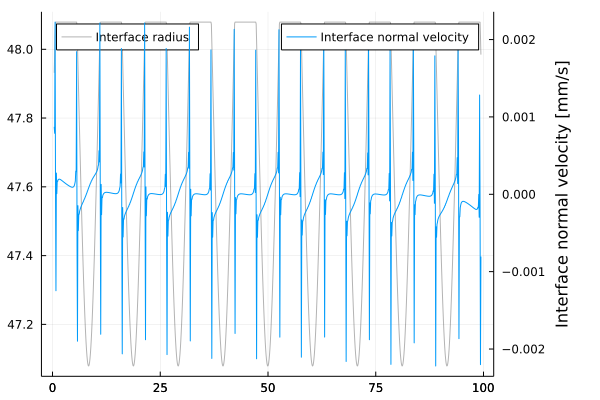 Interface radius
Interface normal velocity
48.0
47.8
47.6
47.4
47.2
0.002
0.001
0.000
−0.001
−0.002
Interface normal velocity [mm/s]
0 25 50 75 100